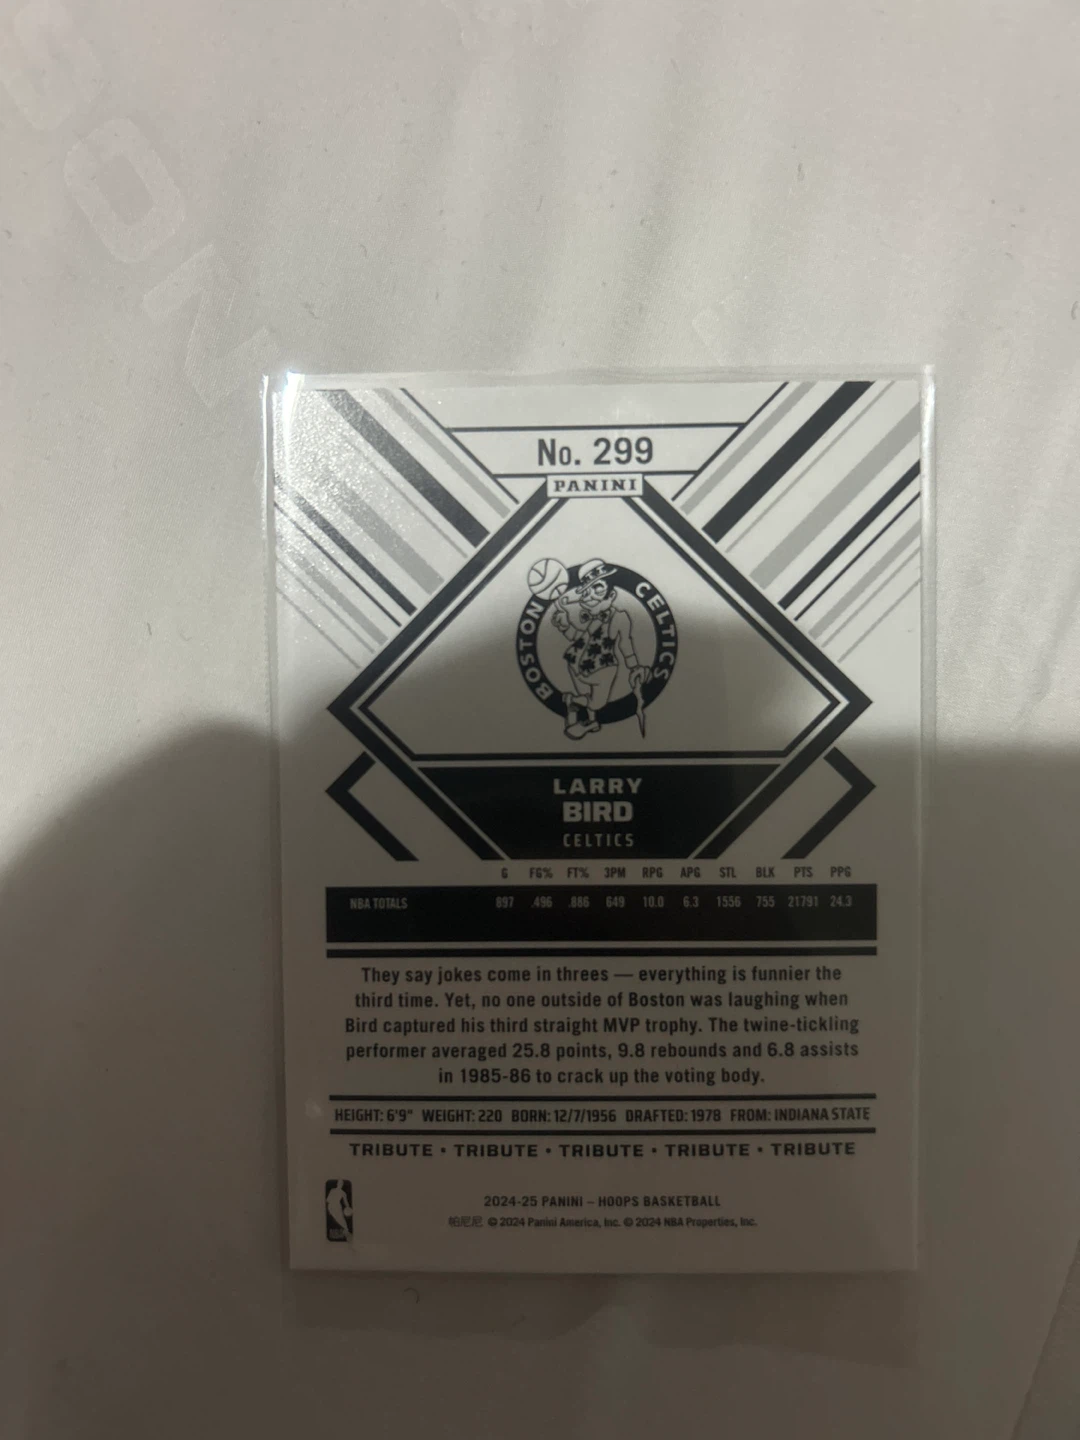 No. 299
PANINI
BOSTON CELTICS
LARRY
BIRD
CELTICS
G FG% FT% 3PM RPG APG STL BLK PTS PPG
NBA TOTALS 897 .496 .886 649 10.0 6.3 1556 755 21791 24.3
They say jokes come in threes — everything is funnier the
third time. Yet, no one outside of Boston was laughing when
Bird captured his third straight MVP trophy. The twine-tickling
performer averaged 25.8 points, 9.8 rebounds and 6.8 assists
in 1985-86 to crack up the voting body.
HEIGHT: 6'9" WEIGHT: 220 BORN: 12/7/1956 DRAFTED: 1978 FROM: INDIANA STATE
TRIBUTE • TRIBUTE • TRIBUTE • TRIBUTE • TRIBUTE
2024-25 PANINI – HOOPS BASKETBALL
帕尼尼 © 2024 Panini America, Inc. © 2024 NBA Properties, Inc.